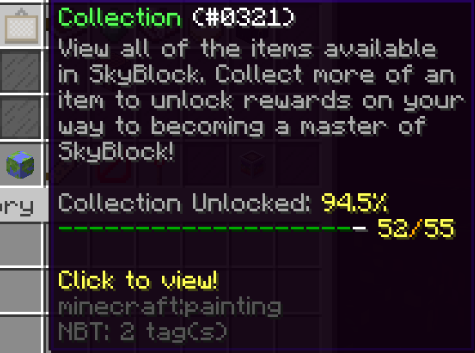 Collection (#0321)
View all of the items available
in SkyBlock. Collect more of an
item to unlock rewards on your
way to becoming a master of
SkyBlock!
ory
Collection Unlocked: 94.5%
52/55
Click to view!
minecraft:painting
NBT: 2 tag(s)